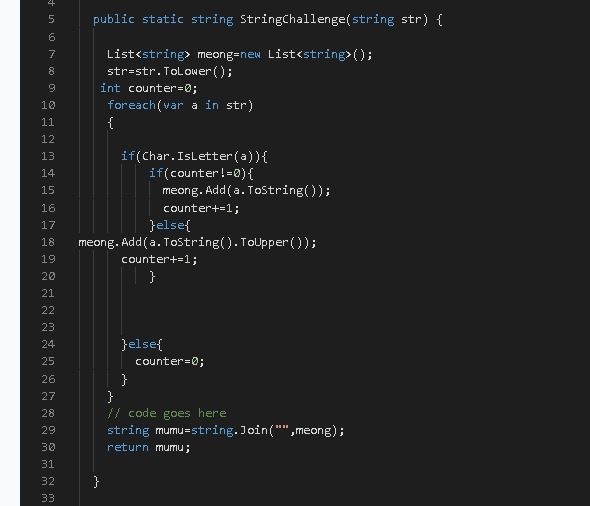 4
5 public static string StringChallenge(string str) {
6
7 List<string> meong=new List<string>();
8 str=str.ToLower();
9 int counter=0;
10 foreach(var a in str)
11 {
12
13 if(Char.IsLetter(a)){
14 if(counter!=0){
15 meong.Add(a.ToString());
16 counter+=1;
17 }else{
18 meong.Add(a.ToString().ToUpper());
19 counter+=1;
20 }
21
22
23
24 }else{
25 counter=0;
26 }
27 }
28 // code goes here
29 string mumu=string.Join("",meong);
30 return mumu;
31
32 }
33